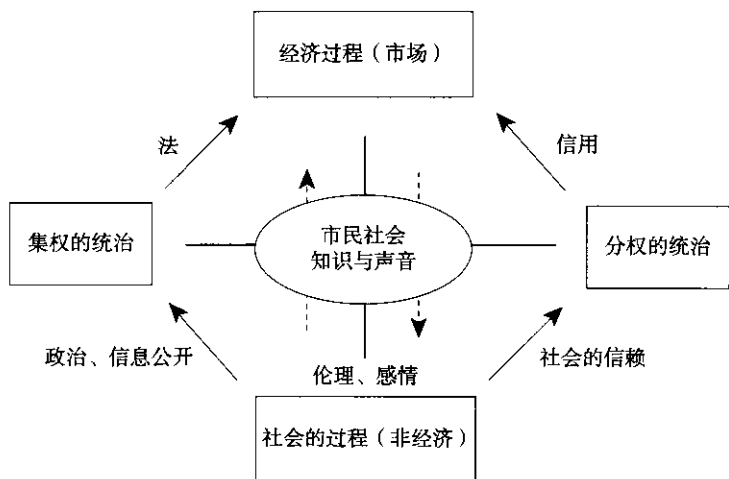 经济过程（市场）
法
信用
集权的统治
市民社会
知识与声音
分权的统治
政治、信息公开
社会的信赖
伦理、感情
社会的过程（非经济）